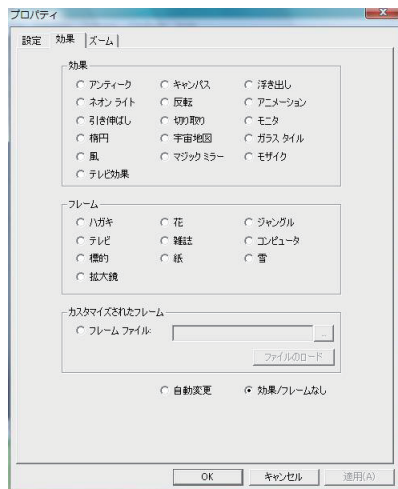 プロパティ
設定 効果 ズーム
効果
アンティーク キャンバス 浮き出し
ネオン ライト 反転 アニメーション
引き伸ばし 切り取り モニタ
楕円 宇宙地図 ガラス タイル
風 マジック ミラー モザイク
テレビ効果
フレーム
ハガキ 花 ジャングル
テレビ 雑誌 コンピュータ
標的 紙 雪
拡大鏡
カスタマイズされたフレーム
フレーム ファイル: ...
ファイルのロード
自動変更 効果/フレームなし
OK キャンセル 適用(A)